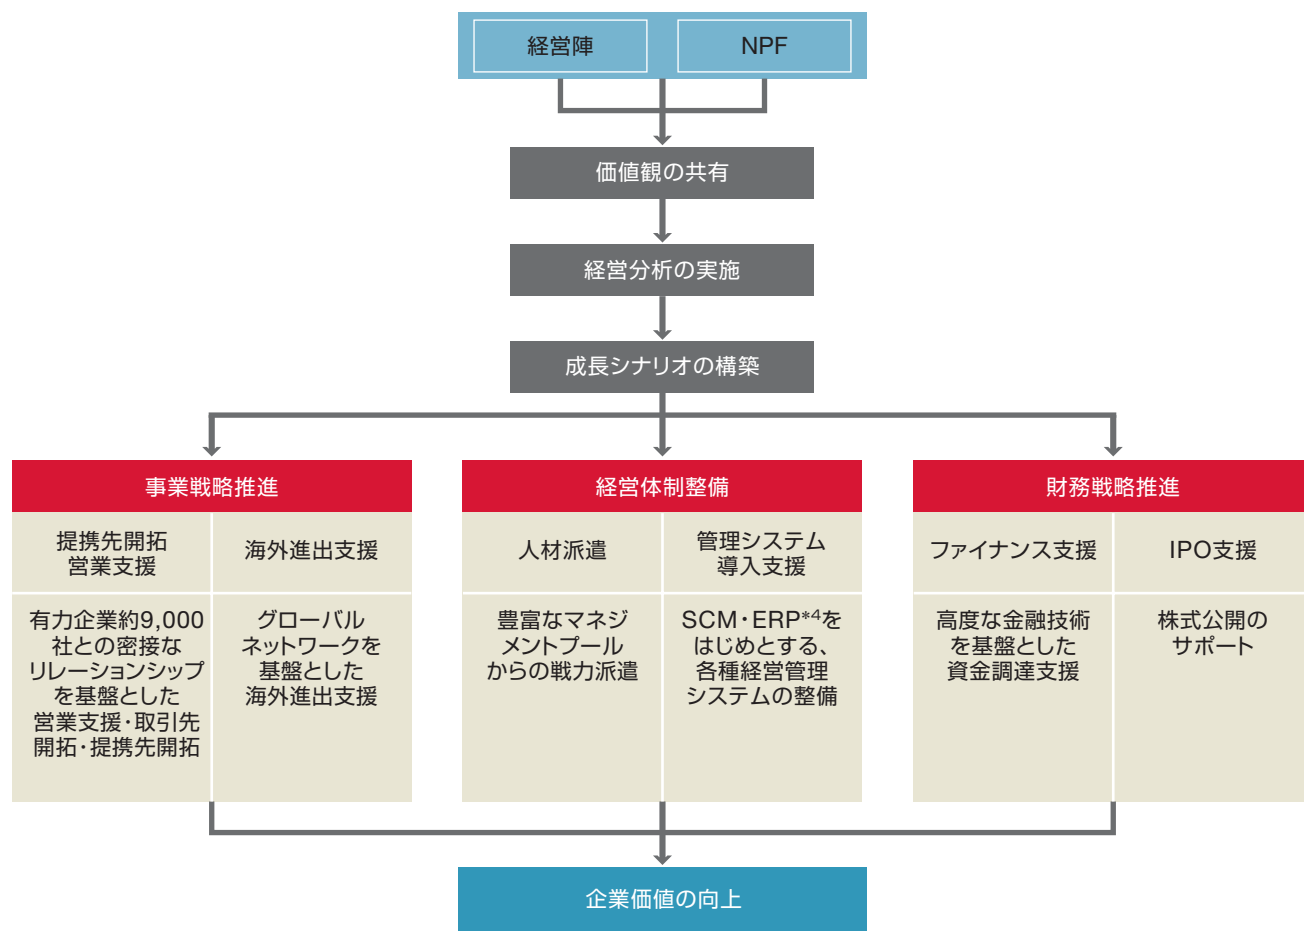 経営陣
NPF
価値観の共有
経営分析の実施
成長シナリオの構築
事業戦略推進
提携先開拓
営業支援
海外進出支援
有力企業約9,000
社との密接な
リレーションシップ
を基盤とした
営業支援・取引先
開拓・提携先開拓
グローバル
ネットワークを
基盤とした
海外進出支援
経営体制整備
人材派遣
管理システム
導入支援
豊富なマネジ
メントプール
からの戦力派遣
SCM・ERP*4を
はじめとする、
各種経営管理
システムの整備
財務戦略推進
ファイナンス支援
IPO支援
高度な金融技術
を基盤とした
資金調達支援
株式公開の
サポート
企業価値の向上